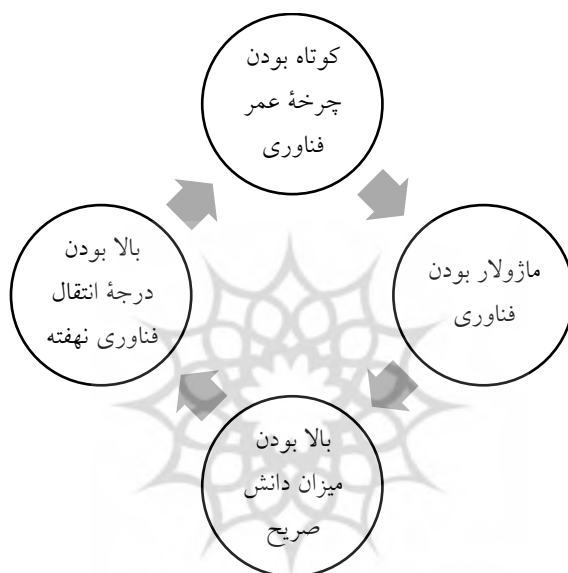 کوتاه بودن
چرخهٔ عمر
فناوری
ماژولار بودن
فناوری
بالا بودن
میزان دانش
صریح
بالا بودن
درجهٔ انتقال
فناوری نهفته